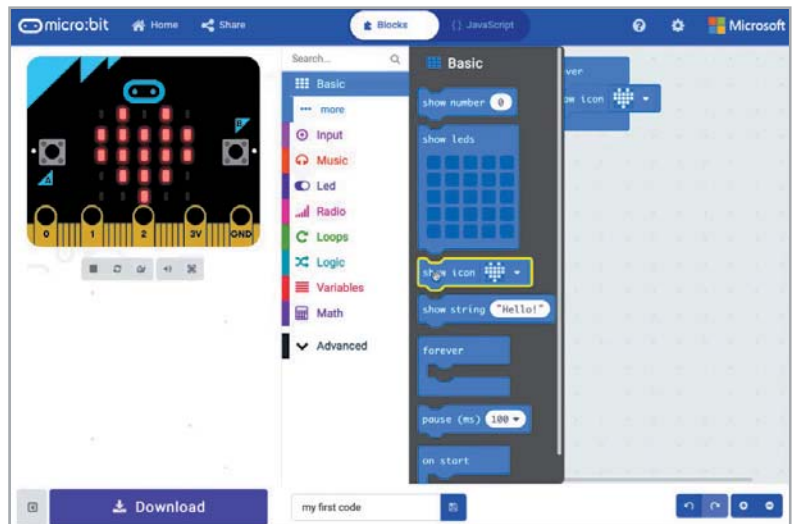 micro:bit Home Share Blocks {} JavaScript Microsoft
B
A
0 1 2 3V GND
Search...
Basic
more
Input
Music
Led
Radio
Loops
Logic
Variables
Math
Advanced
Basic
show number 0
show leds
show icon
show string "Hello!"
forever
pause (ms) 100
on start
ver
ow icon
Download
my first code